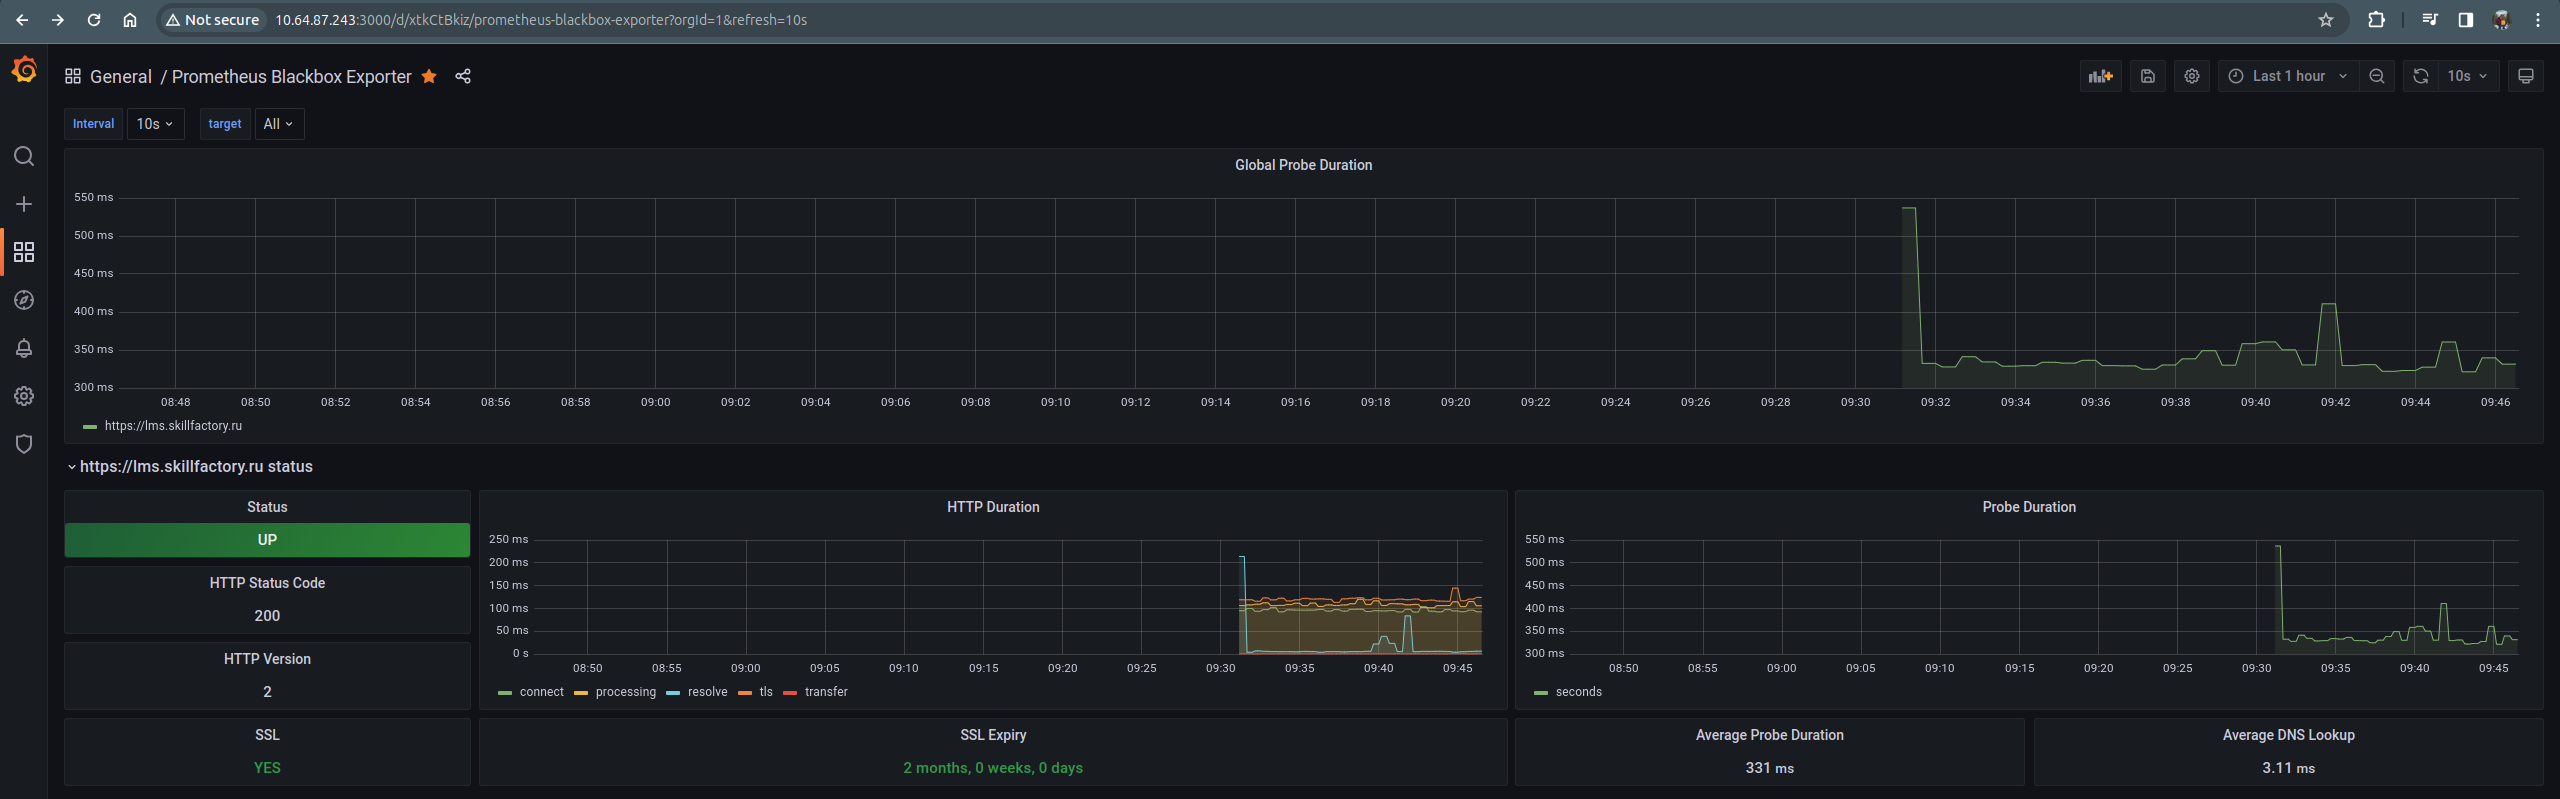 Not secure 10.64.87.243:3000/d/xtkCtBkiz/prometheus-blackbox-exporter?orgId=1&refresh=10s
General / Prometheus Blackbox Exporter
Last 1 hour
10s
Interval 10s target All
Global Probe Duration
550 ms
500 ms
450 ms
400 ms
350 ms
300 ms
08:48 08:50 08:52 08:54 08:56 08:58 09:00 09:02 09:04 09:06 09:08 09:10 09:12 09:14 09:16 09:18 09:20 09:22 09:24 09:26 09:28 09:30 09:32 09:34 09:36 09:38 09:40 09:42 09:44 09:46
https://lms.skillfactory.ru
https://lms.skillfactory.ru status
Status
UP
HTTP Status Code
200
HTTP Version
2
SSL
YES
HTTP Duration
250 ms
200 ms
150 ms
100 ms
50 ms
0 s
08:50 08:55 09:00 09:05 09:10 09:15 09:20 09:25 09:30 09:35 09:40 09:45
connect processing resolve tls transfer
SSL Expiry
2 months, 0 weeks, 0 days
Probe Duration
550 ms
500 ms
450 ms
400 ms
350 ms
300 ms
08:50 08:55 09:00 09:05 09:10 09:15 09:20 09:25 09:30 09:35 09:40 09:45
seconds
Average Probe Duration
331 ms
Average DNS Lookup
3.11 ms